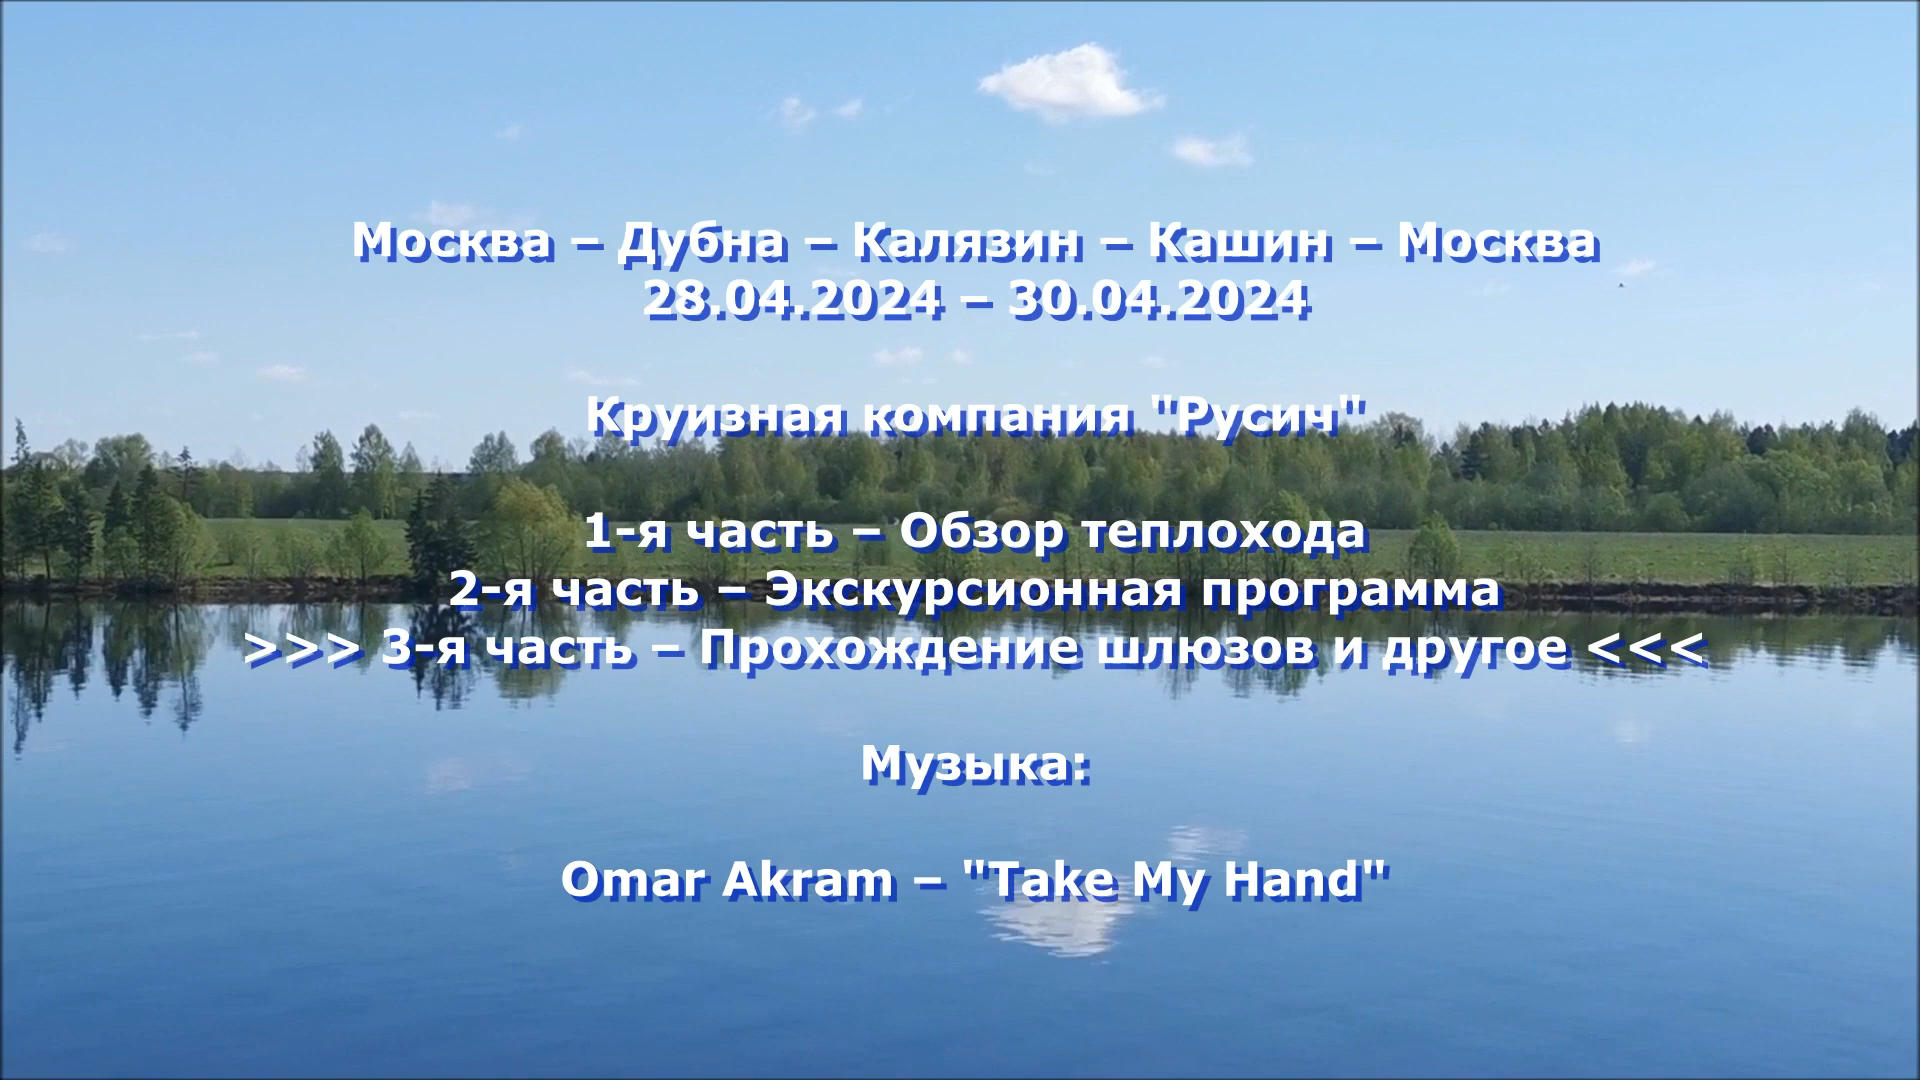 Москва – Дубна – Калязин – Кашин – Москва
28.04.2024 – 30.04.2024
Круизная компания "Русич"
1-я часть – Обзор теплохода
2-я часть – Экскурсионная программа
>>> 3-я часть – Прохождение шлюзов и другое <<<
Музыка:
Omar Akram – "Take My Hand"